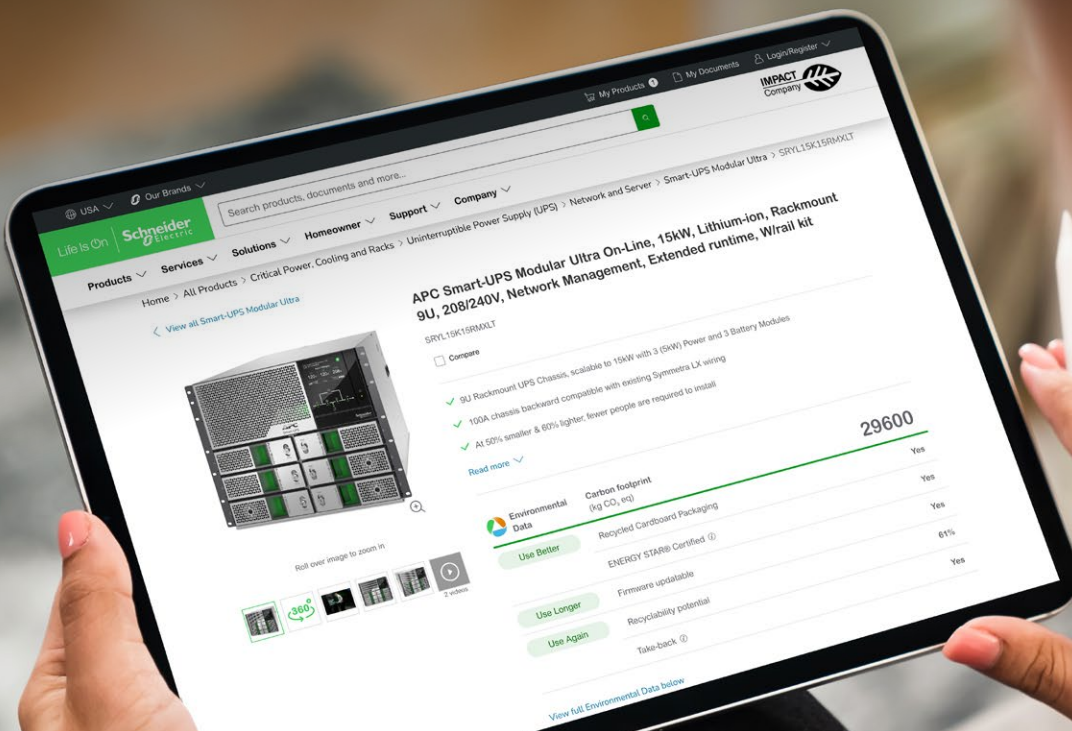 USA
Our Brands
My Products 1
My Documents
Login/Register
Life Is On
Schneider
Electric
Search products, documents and more...
IMPACT
Company
Products
Services
Solutions
Homeowner
Support
Company
Home > All Products > Critical Power, Cooling and Racks > Uninterruptible Power Supply (UPS) > Network and Server > Smart-UPS Modular Ultra > SRYL15K15RMXLT
View all Smart-UPS Modular Ultra
APC Smart-UPS Modular Ultra On-Line, 15kW, Lithium-ion, Rackmount
9U, 208/240V, Network Management, Extended runtime, W/rail kit
SRYL15K15RMXLT
Compare
9U Rackmount UPS Chassis, scalable to 15kW with 3 (5kW) Power and 3 Battery Modules
100A chassis backward compatible with existing Symmetra LX wiring
At 50% smaller & 60% lighter, fewer people are required to install
Read more
APC
Roll over image to zoom in
360°
2 videos
Environmental
Data
Carbon footprint
(kg CO₂ eq)
29600
Use Better
Recycled Cardboard Packaging
Yes
ENERGY STAR® Certified
Yes
Use Longer
Firmware updatable
Yes
Use Again
Recyclability potential
61%
Take-back
Yes
View full Environmental Data below